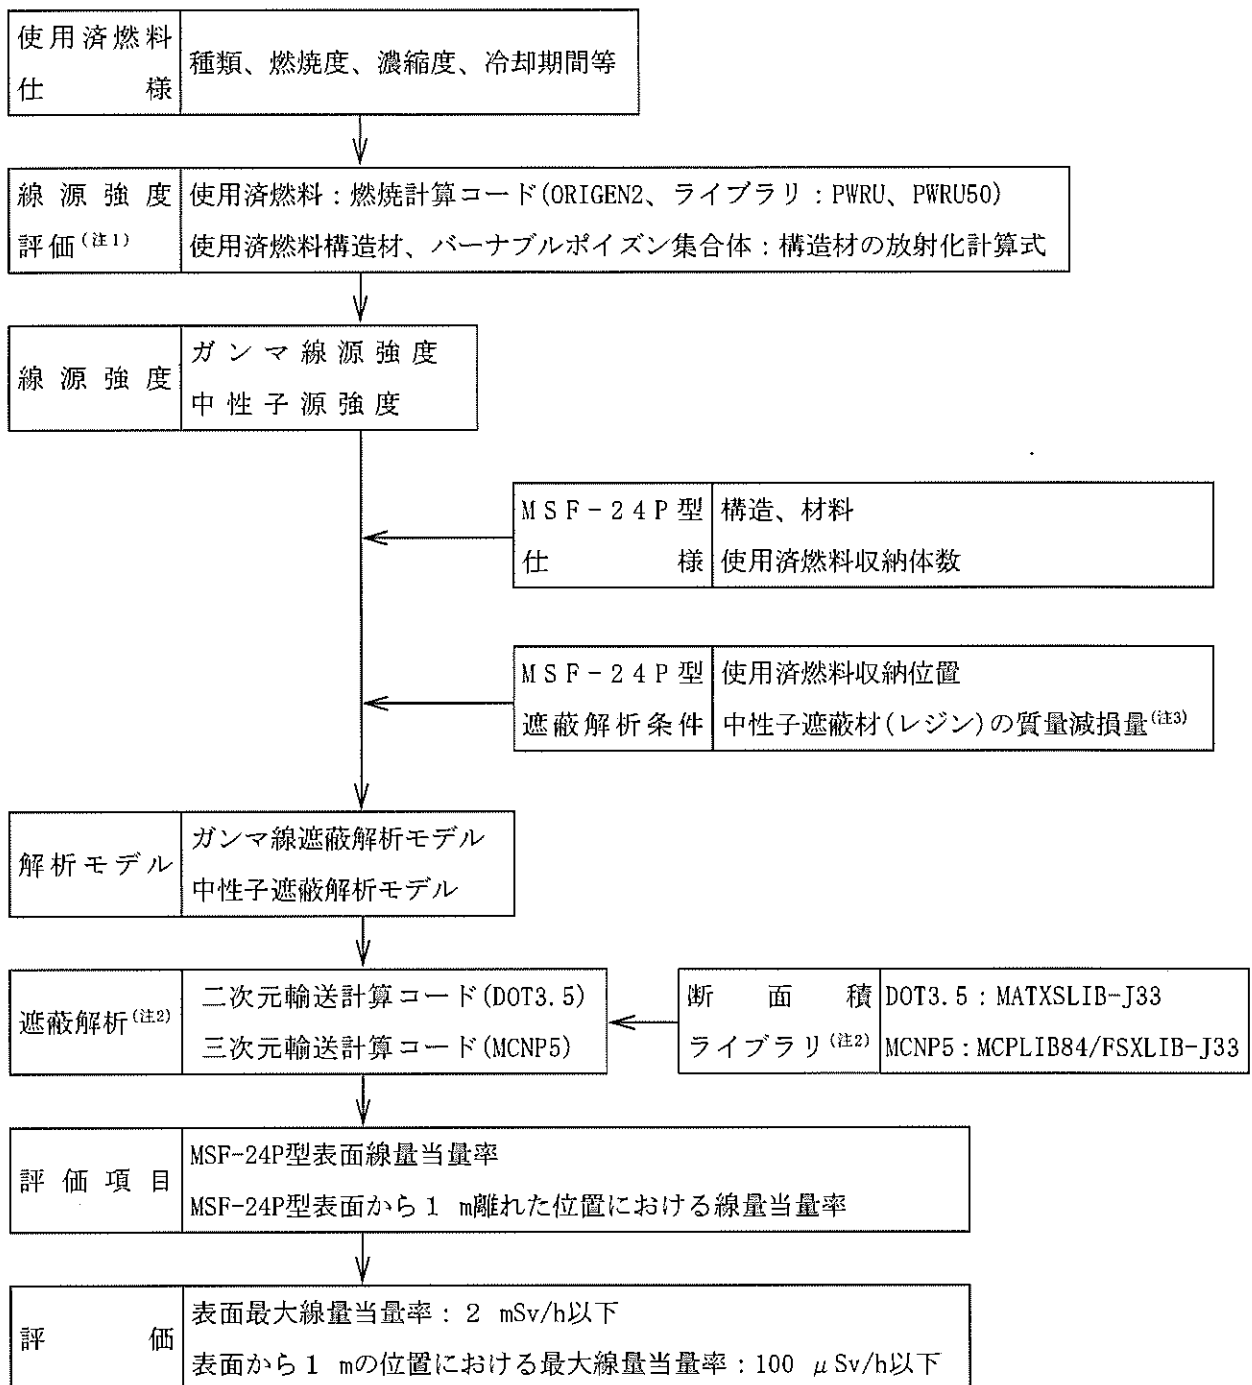 使用済燃料
仕様
種類、燃焼度、濃縮度、冷却期間等
線源強度
評価(注1)
使用済燃料：燃焼計算コード(ORIGEN2、ライブラリ：PWRU、PWRU50)
使用済燃料構造材、バーナブルポイズン集合体：構造材の放射化計算式
線源強度
ガンマ線源強度
中性子源強度
MSF-24P型
仕様
構造、材料
使用済燃料収納体数
MSF-24P型
遮蔽解析条件
使用済燃料収納位置
中性子遮蔽材(レジン)の質量減損量(注3)
解析モデル
ガンマ線遮蔽解析モデル
中性子遮蔽解析モデル
遮蔽解析(注2)
二次元輸送計算コード(DOT3.5)
三次元輸送計算コード(MCNP5)
断面積
ライブラリ(注2)
DOT3.5：MATXSLIB-J33
MCNP5：MCPLIB84/FSXLIB-J33
評価項目
MSF-24P型表面線量当量率
MSF-24P型表面から1 m離れた位置における線量当量率
評価
表面最大線量当量率：2 mSv/h以下
表面から1 mの位置における最大線量当量率：100 μSv/h以下